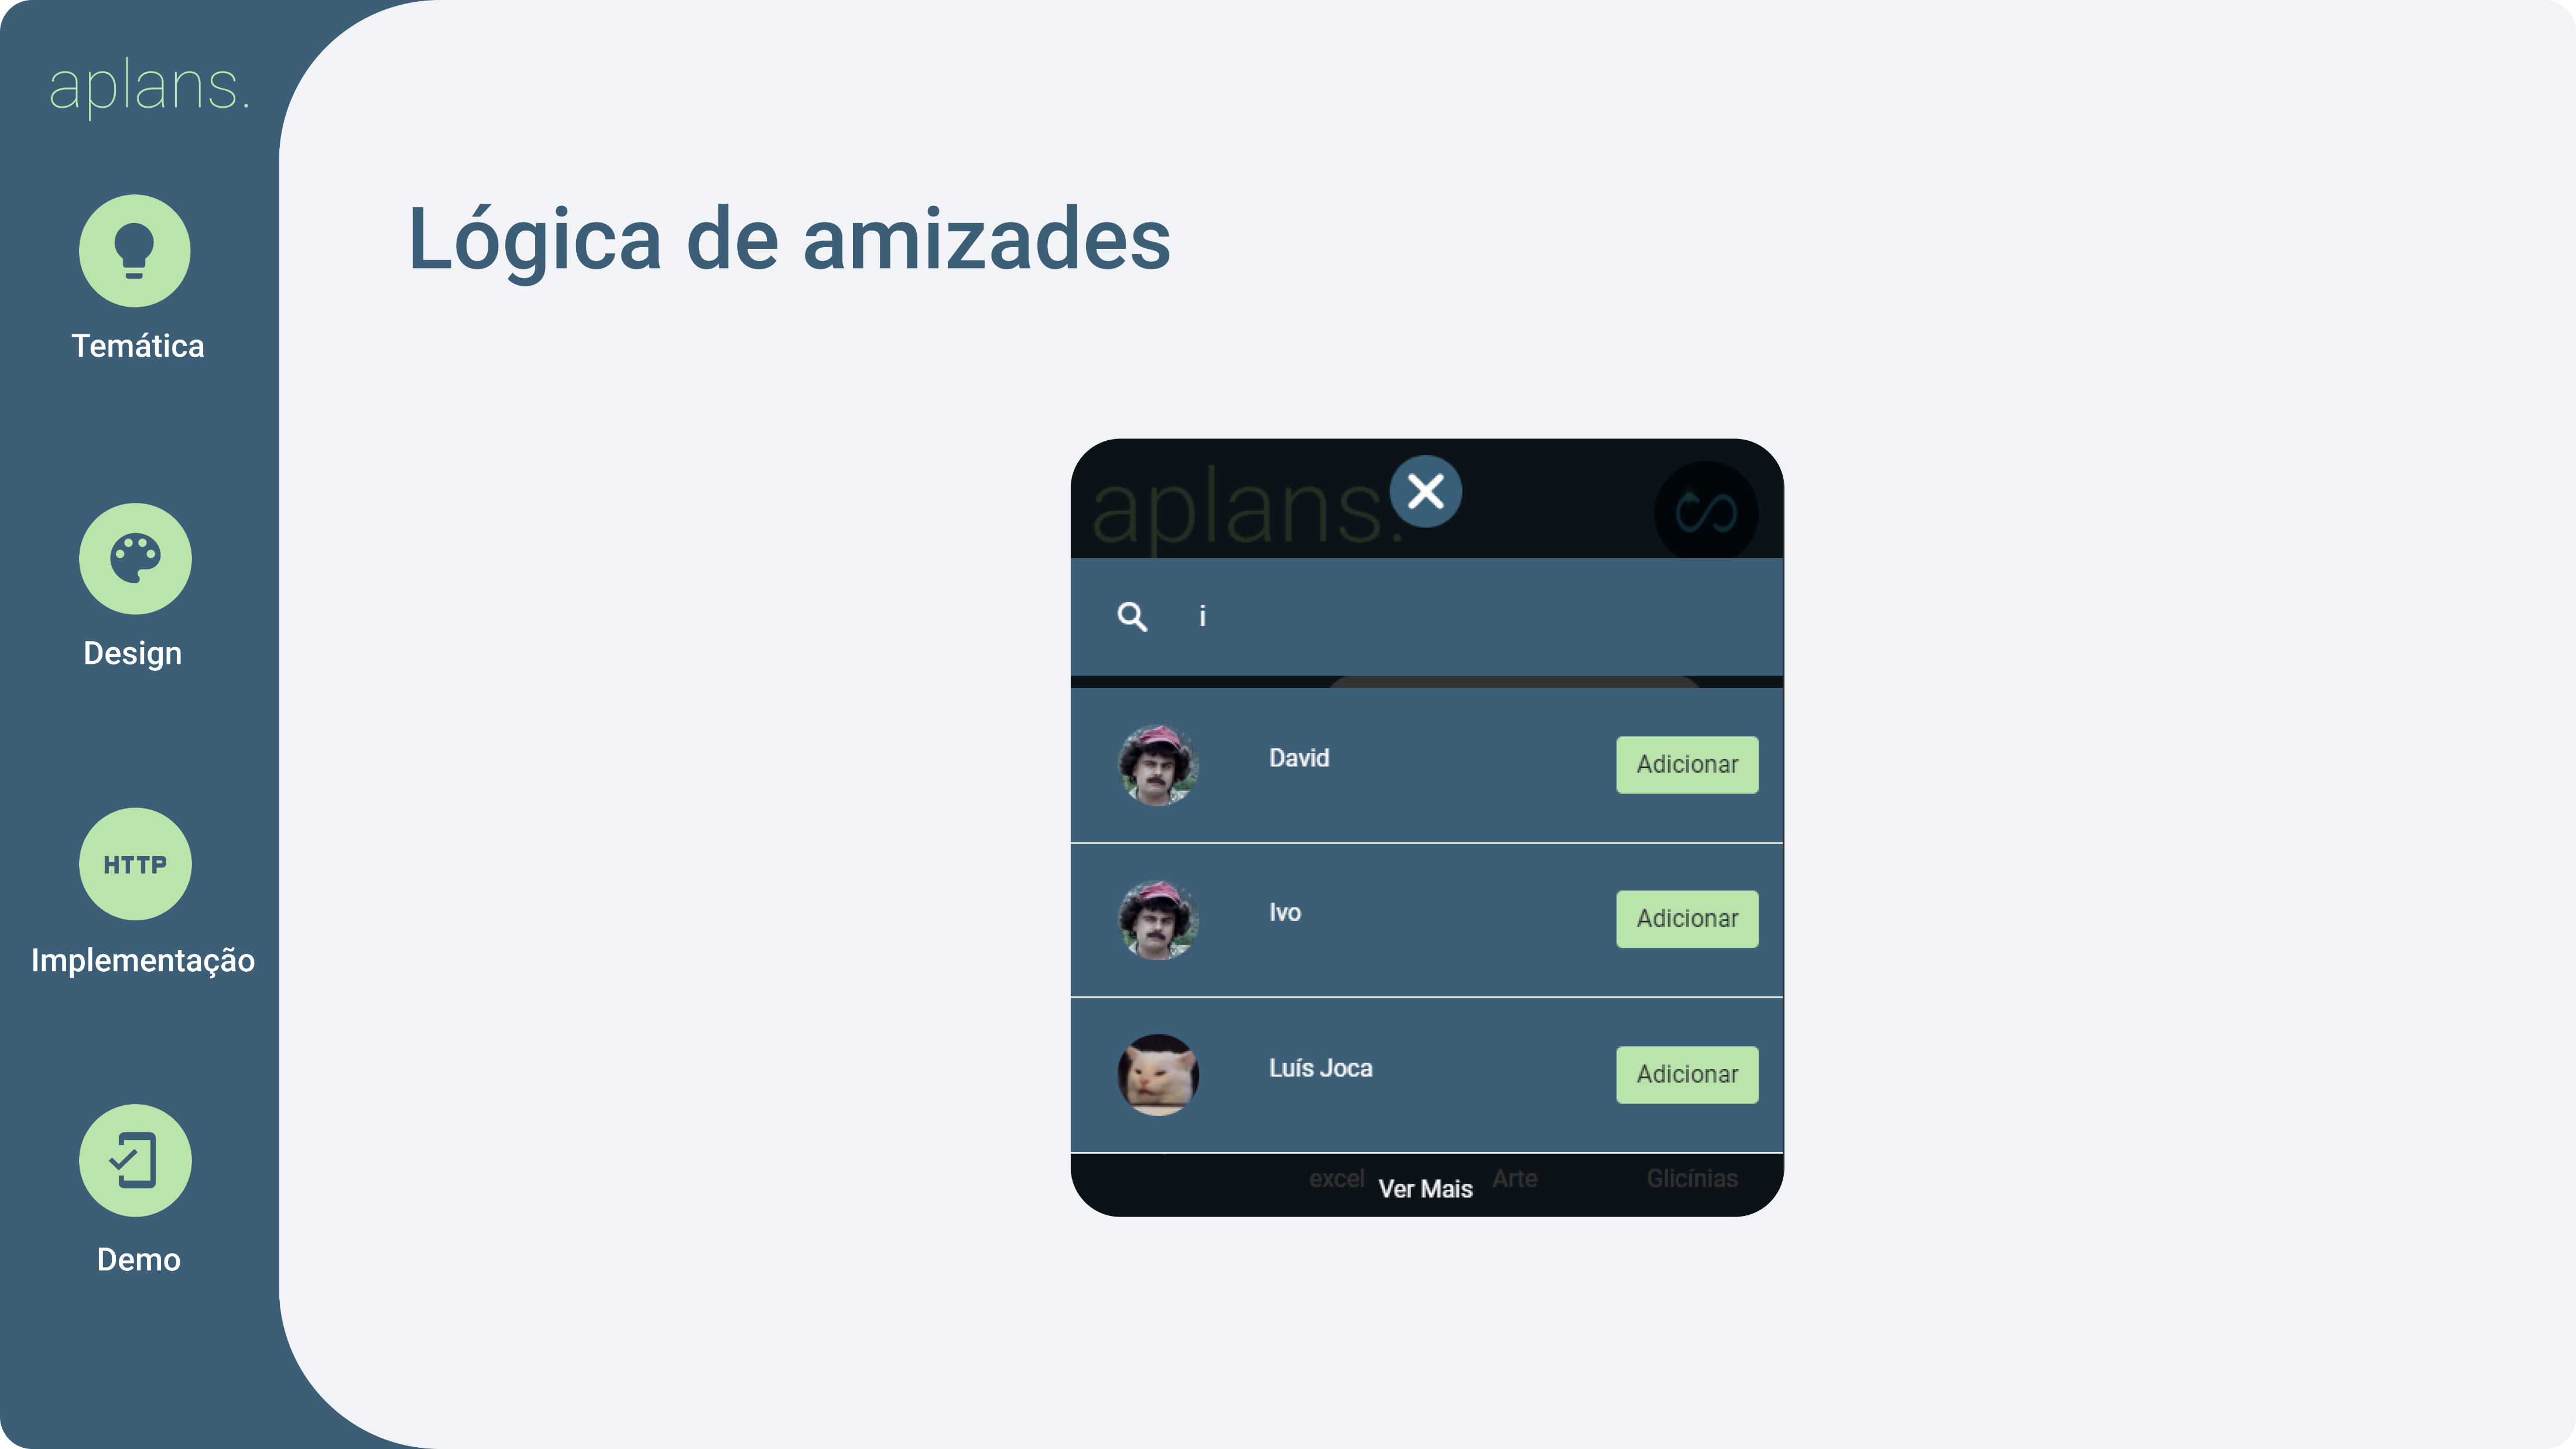 aplans.
Temática
Design
HTTP
Implementação
Demo
Lógica de amizades
aplans.
i
David
Adicionar
Ivo
Adicionar
Luís Joca
Adicionar
excel
Ver Mais
Arte
Glicínias